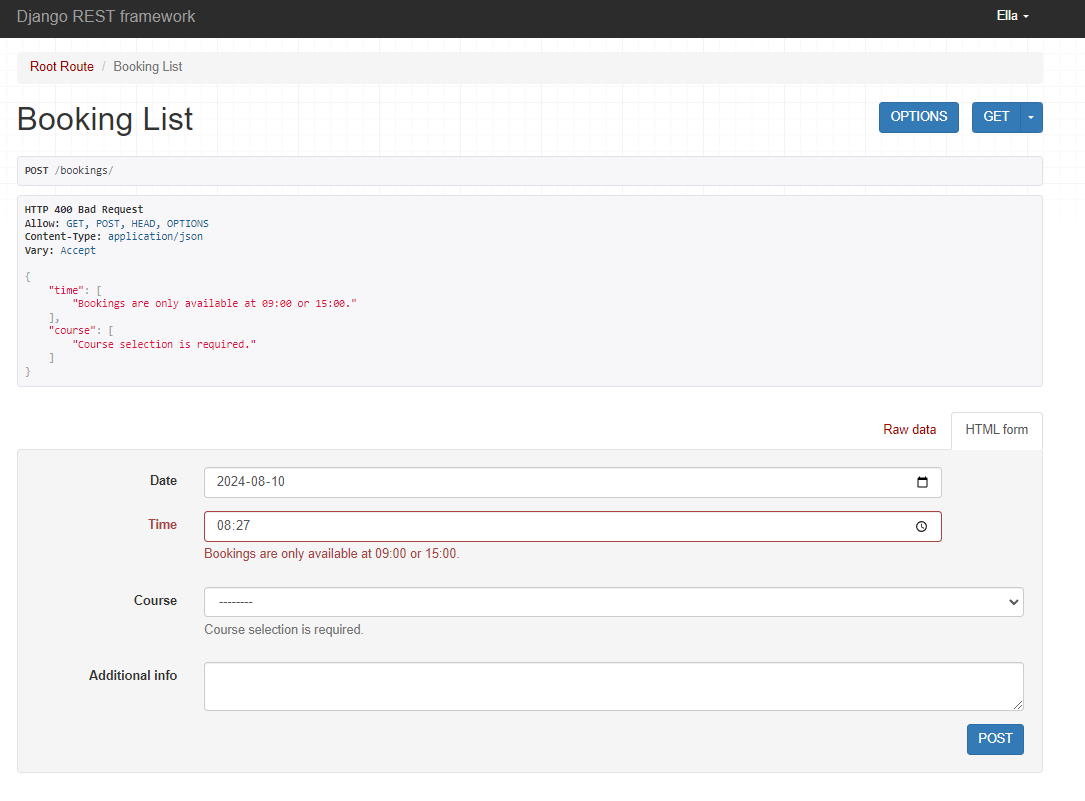 Django REST framework
Ella
Root Route / Booking List
Booking List
OPTIONS
GET
POST /bookings/
HTTP 400 Bad Request
Allow: GET, POST, HEAD, OPTIONS
Content-Type: application/json
Vary: Accept
{
    "time": [
        "Bookings are only available at 09:00 or 15:00."
    ],
    "course": [
        "Course selection is required."
    ]
}
Raw data
HTML form
Date
2024-08-10
Time
08:27
Bookings are only available at 09:00 or 15:00.
Course
--------
Course selection is required.
Additional info
POST